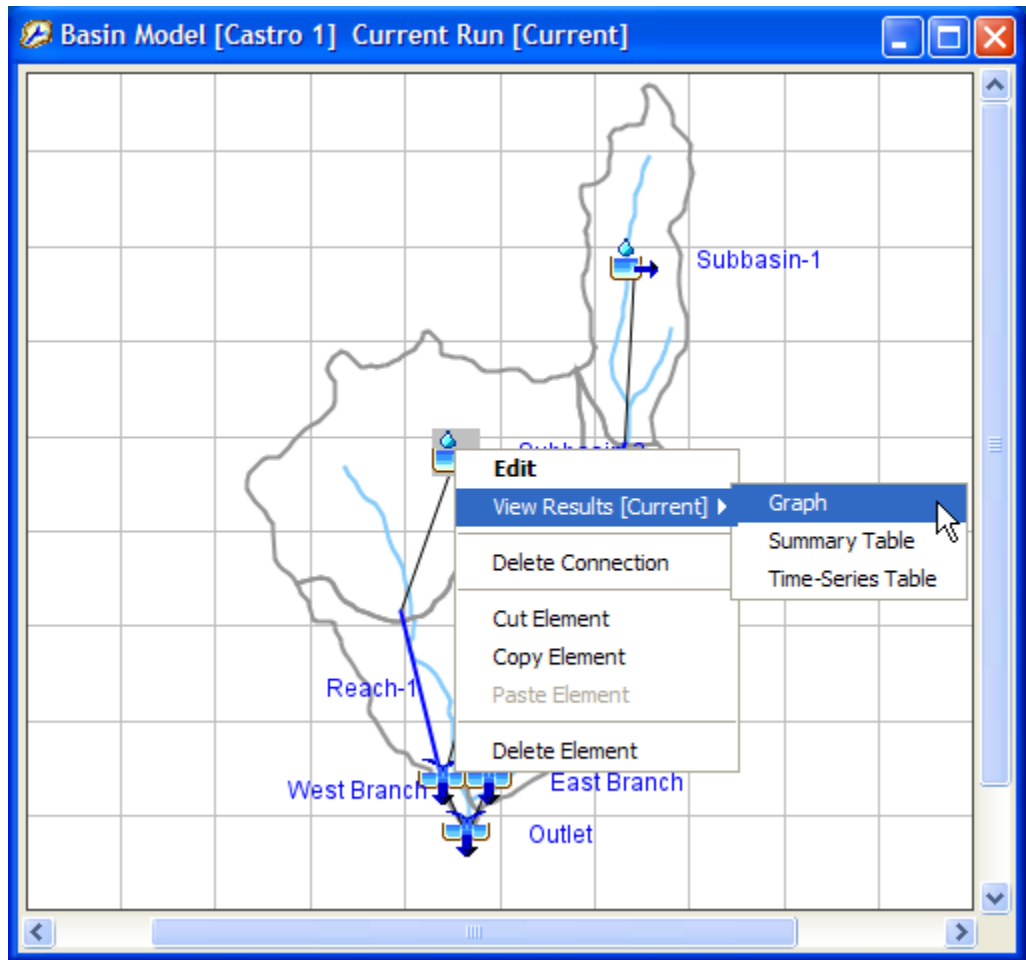 Basin Model [Castro 1] Current Run [Current]
Subbasin-1
Edit
View Results [Current]
Graph
Summary Table
Time-Series Table
Delete Connection
Cut Element
Copy Element
Paste Element
Delete Element
Reach-1
West Branch
East Branch
Outlet